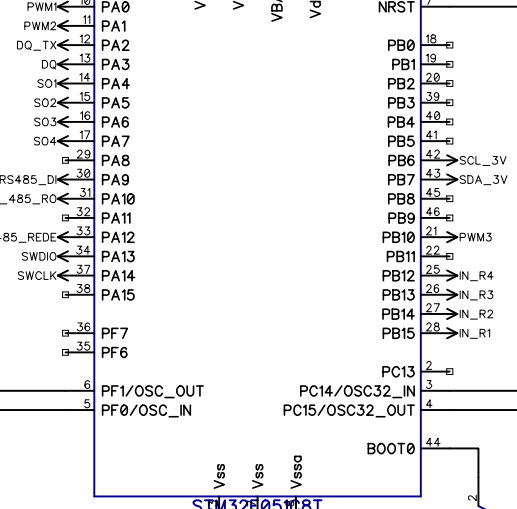 PWM1 10 PA0 NRST 7
PWM2 11 PA1
DQ_TX 12 PA2 PB0 18
DQ 13 PA3 PB1 19
SO1 14 PA4 PB2 20
SO2 15 PA5 PB3 39
SO3 16 PA6 PB4 40
SO4 17 PA7 PB5 41
29 PA8 PB6 42 SCL_3V
RS485_DI 30 PA9 PB7 43 SDA_3V
_485_RO 31 PA10 PB8 45
32 PA11 PB9 46
85_REDE 33 PA12 PB10 21 PWM3
SWDIO 34 PA13 PB11 22
SWCLK 37 PA14 PB12 25 IN_R4
38 PA15 PB13 26 IN_R3
PB14 27 IN_R2
36 PF7 PB15 28 IN_R1
35 PF6
PC13 2
6 PF1/OSC_OUT PC14/OSC32_IN 3
5 PF0/OSC_IN PC15/OSC32_OUT 4
BOOT0 44
Vss Vss Vssa
2